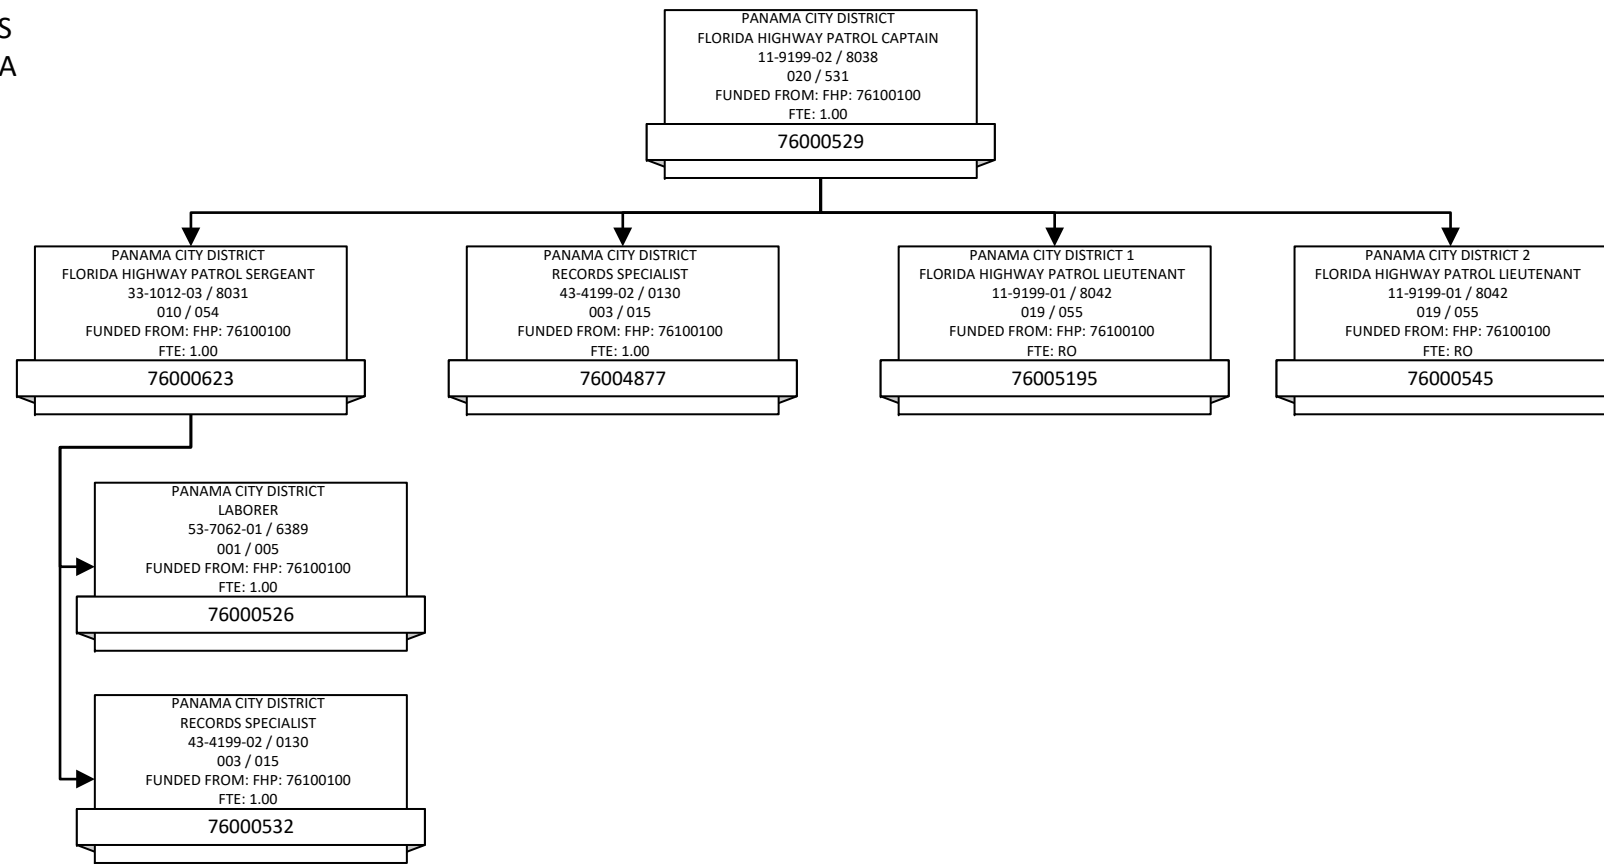 S
A
PANAMA CITY DISTRICT
FLORIDA HIGHWAY PATROL CAPTAIN
11-9199-02 / 8038
020 / 531
FUNDED FROM: FHP: 76100100
FTE: 1.00
76000529
PANAMA CITY DISTRICT
FLORIDA HIGHWAY PATROL SERGEANT
33-1012-03 / 8031
010 / 054
FUNDED FROM: FHP: 76100100
FTE: 1.00
76000623
PANAMA CITY DISTRICT
RECORDS SPECIALIST
43-4199-02 / 0130
003 / 015
FUNDED FROM: FHP: 76100100
FTE: 1.00
76004877
PANAMA CITY DISTRICT 1
FLORIDA HIGHWAY PATROL LIEUTENANT
11-9199-01 / 8042
019 / 055
FUNDED FROM: FHP: 76100100
FTE: RO
76005195
PANAMA CITY DISTRICT 2
FLORIDA HIGHWAY PATROL LIEUTENANT
11-9199-01 / 8042
019 / 055
FUNDED FROM: FHP: 76100100
FTE: RO
76000545
PANAMA CITY DISTRICT
LABORER
53-7062-01 / 6389
001 / 005
FUNDED FROM: FHP: 76100100
FTE: 1.00
76000526
PANAMA CITY DISTRICT
RECORDS SPECIALIST
43-4199-02 / 0130
003 / 015
FUNDED FROM: FHP: 76100100
FTE: 1.00
76000532